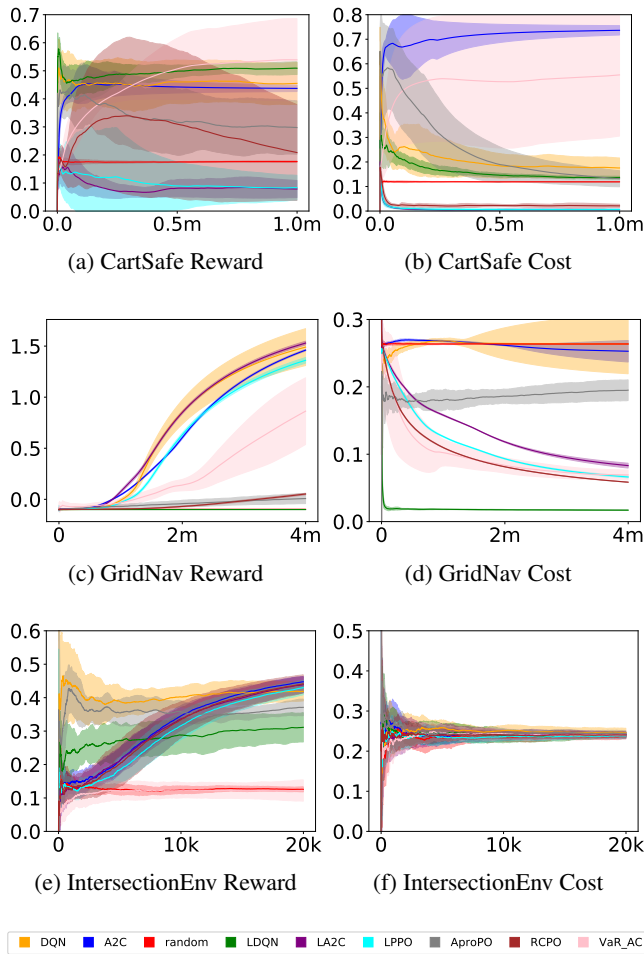 0.7
0.6
0.5
0.4
0.3
0.2
0.1
0.0
0.0 0.5m 1.0m
(a) CartSafe Reward
0.8
0.7
0.6
0.5
0.4
0.3
0.2
0.1
0.0
0.0 0.5m 1.0m
(b) CartSafe Cost
1.5
1.0
0.5
0.0
0 2m 4m
(c) GridNav Reward
0.3
0.2
0.1
0.0
0 2m 4m
(d) GridNav Cost
0.6
0.5
0.4
0.3
0.2
0.1
0.0
0 10k 20k
(e) IntersectionEnv Reward
0.5
0.4
0.3
0.2
0.1
0.0
0 10k 20k
(f) IntersectionEnv Cost
DQN A2C random LDQN LA2C LPPO AproPO RCPO VaR_AC